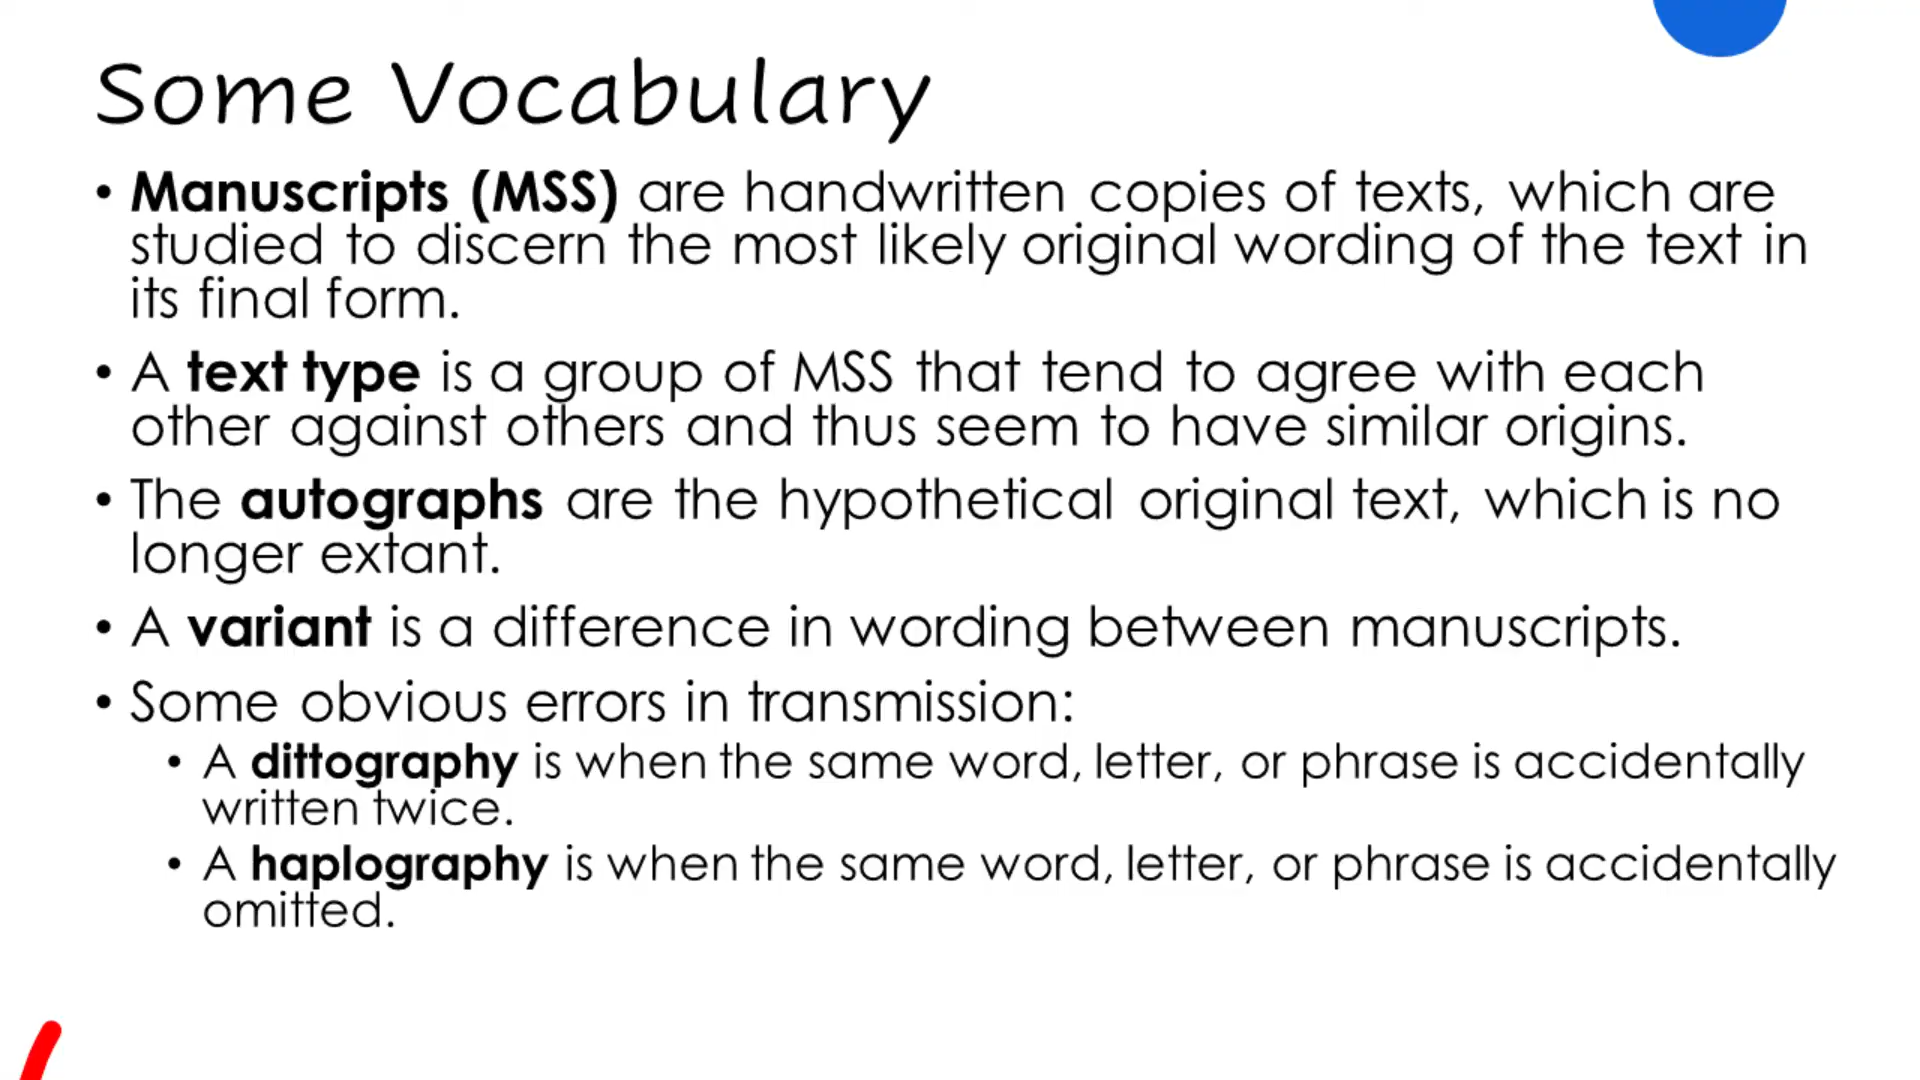 Some Vocabulary
• Manuscripts (MSS) are handwritten copies of texts, which are
studied to discern the most likely original wording of the text in
its final form.
• A text type is a group of MSS that tend to agree with each
other against others and thus seem to have similar origins.
• The autographs are the hypothetical original text, which is no
longer extant.
• A variant is a difference in wording between manuscripts.
• Some obvious errors in transmission:
• A dittography is when the same word, letter, or phrase is accidentally
written twice.
• A haplography is when the same word, letter, or phrase is accidentally
omitted.